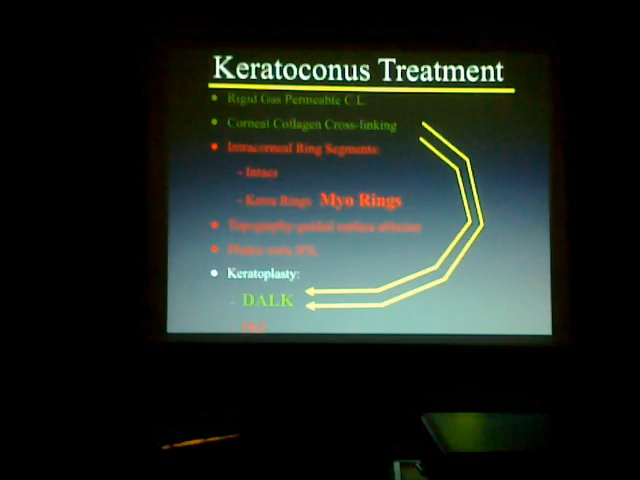 Keratoconus Treatment
• Rigid Gas Permeable C.L.
• Corneal Collagen Cross-linking
• Intracorneal Ring Segments:
- Intacs
- Kerra Rings Myo Rings
• Topography-guided surface ablation
• Phakic toric IOL
• Keratoplasty:
- DALK
PKP